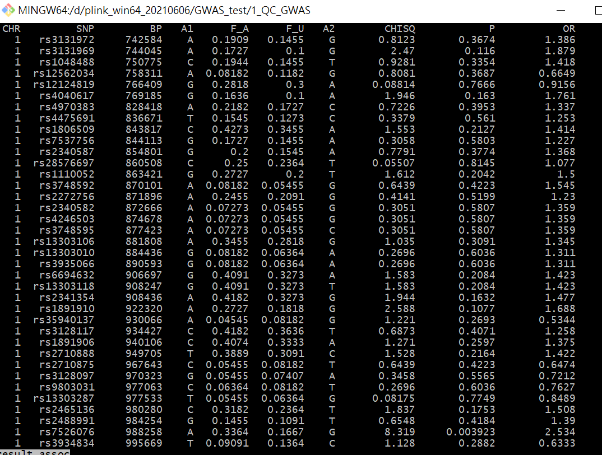 MINGW64:/d/plink_win64_20210606/GWAS_test/1_QC_GWAS
CHR SNP BP A1 F_A F_U A2 CHISQ P OR
1 rs3131972 742584 A 0.1909 0.1455 G 0.8123 0.3674 1.386
1 rs3131969 744045 A 0.1727 0.1 G 2.47 0.116 1.879
1 rs1048488 750775 C 0.1944 0.1455 T 0.9281 0.3354 1.418
1 rs12562034 758311 A 0.08182 0.1182 G 0.8081 0.3687 0.6649
1 rs12124819 766409 G 0.2818 0.3 A 0.08814 0.7666 0.9156
1 rs4040617 769185 G 0.1636 0.1 A 1.946 0.163 1.761
1 rs4970383 828418 A 0.2182 0.1727 C 0.7226 0.3953 1.337
1 rs4475691 836671 T 0.1545 0.1273 C 0.3379 0.561 1.253
1 rs1806509 843817 C 0.4273 0.3455 A 1.553 0.2127 1.414
1 rs7537756 844113 G 0.1727 0.1455 A 0.3058 0.5803 1.227
1 rs2340587 854801 G 0.2 0.1545 A 0.7791 0.3774 1.368
1 rs28576697 860508 C 0.25 0.2364 T 0.05507 0.8145 1.077
1 rs1110052 863421 G 0.2727 0.2 T 1.612 0.2042 1.5
1 rs3748592 870101 A 0.08182 0.05455 G 0.6439 0.4223 1.545
1 rs2272756 871896 A 0.2455 0.2091 G 0.4141 0.5199 1.23
1 rs2340582 872666 A 0.07273 0.05455 G 0.3051 0.5807 1.359
1 rs4246503 874678 A 0.07273 0.05455 G 0.3051 0.5807 1.359
1 rs3748595 877423 A 0.07273 0.05455 C 0.3051 0.5807 1.359
1 rs13303106 881808 A 0.3455 0.2818 G 1.035 0.3091 1.345
1 rs13303010 884436 G 0.08182 0.06364 A 0.2696 0.6036 1.311
1 rs3935066 890593 G 0.08182 0.06364 A 0.2696 0.6036 1.311
1 rs6694632 906697 G 0.4091 0.3273 A 1.583 0.2084 1.423
1 rs13303118 908247 G 0.4091 0.3273 T 1.583 0.2084 1.423
1 rs2341354 908436 A 0.4182 0.3273 G 1.944 0.1632 1.477
1 rs1891910 922320 A 0.2727 0.1818 G 2.588 0.1077 1.688
1 rs35940137 930066 A 0.04545 0.08182 G 1.221 0.2693 0.5344
1 rs3128117 934427 C 0.4182 0.3636 T 0.6873 0.4071 1.258
1 rs1891906 940106 C 0.4074 0.3333 A 1.271 0.2597 1.375
1 rs2710888 949705 T 0.3889 0.3091 C 1.528 0.2164 1.422
1 rs2710875 967643 C 0.05455 0.08182 T 0.6439 0.4223 0.6474
1 rs3128097 970323 G 0.05455 0.07407 A 0.3458 0.5565 0.7212
1 rs9803031 977063 C 0.06364 0.08182 T 0.2696 0.6036 0.7627
1 rs13303287 977533 T 0.05455 0.06364 G 0.08175 0.7749 0.8489
1 rs2465136 980280 C 0.3182 0.2364 T 1.837 0.1753 1.508
1 rs2488991 984254 G 0.1455 0.1091 T 0.6548 0.4184 1.39
1 rs7526076 988258 A 0.3364 0.1667 G 8.319 0.003923 2.534
1 rs3934834 995669 T 0.09091 0.1364 C 1.128 0.2882 0.6333
result.assoc